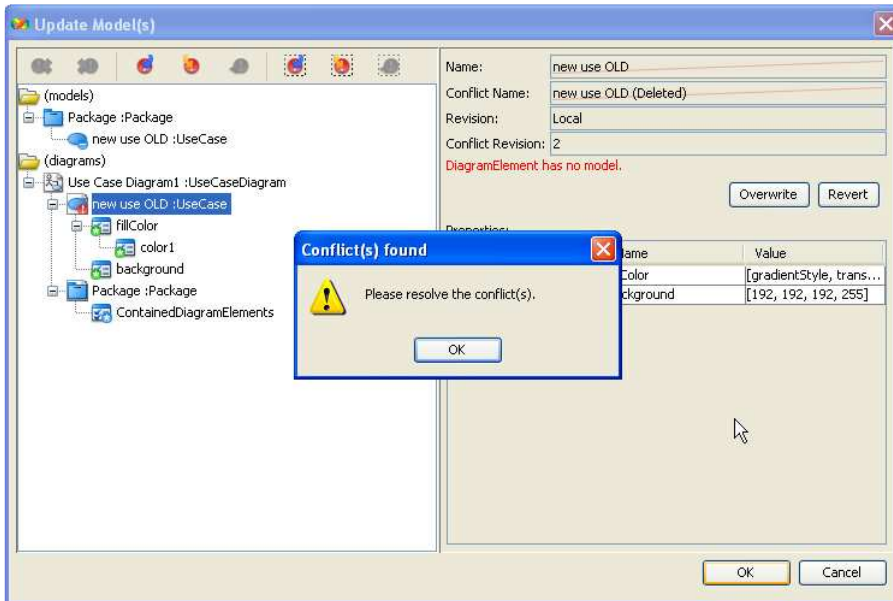 Update Model(s)
(models)
Package :Package
new use OLD :UseCase
(diagrams)
Use Case Diagram1 :UseCaseDiagram
new use OLD :UseCase
fillColor
color1
background
Package :Package
ContainedDiagramElements
Name: new use OLD
Conflict Name: new use OLD (Deleted)
Revision: Local
Conflict Revision: 2
DiagramElement has no model.
Overwrite Revert
Value
[gradientStyle, trans...
[192, 192, 192, 255]
Conflict(s) found
Please resolve the conflict(s).
OK
OK Cancel